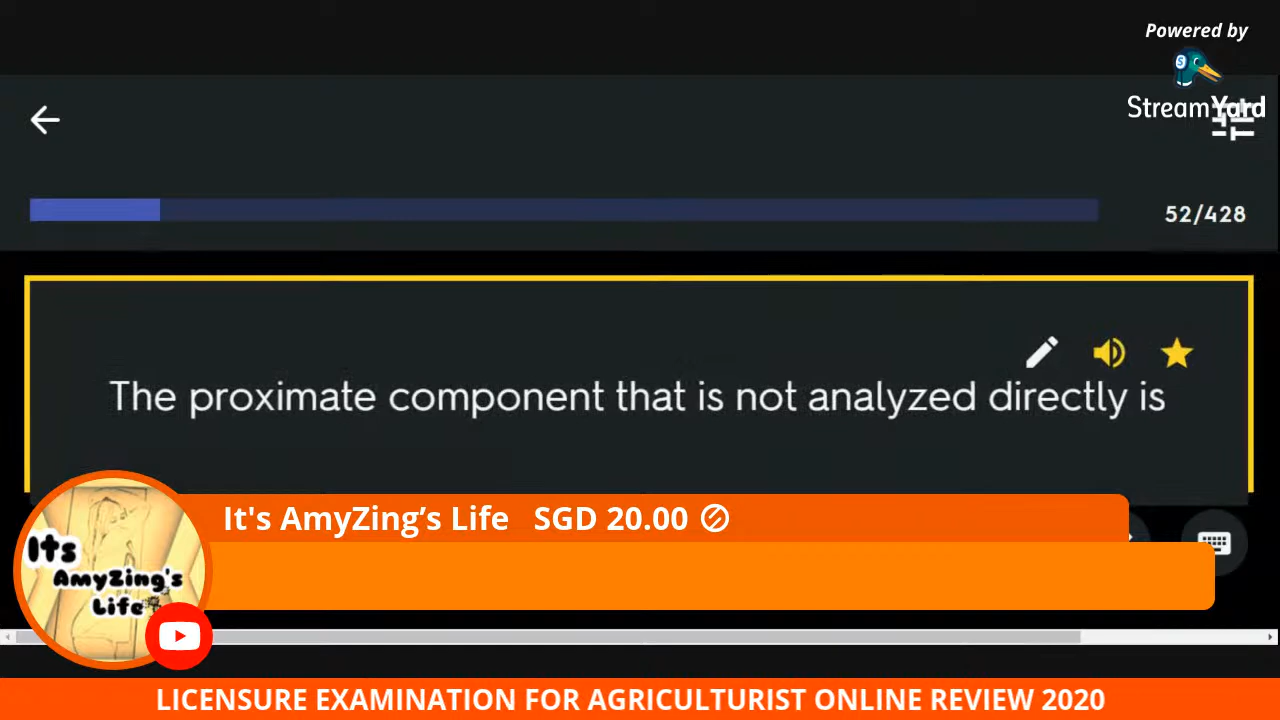 Powered by
StreamYard
52/428
The proximate component that is not analyzed directly is
It's AmyZing’s Life SGD 20.00
Its
AmyZing's
Life
LICENSURE EXAMINATION FOR AGRICULTURIST ONLINE REVIEW 2020